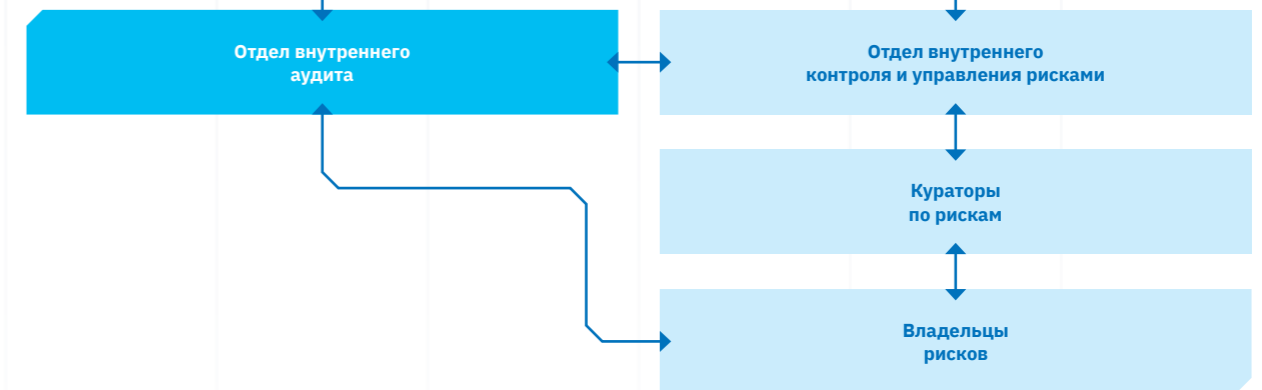 Отдел внутреннего
аудита
Отдел внутреннего
контроля и управления рисками
Кураторы
по рискам
Владельцы
рисков